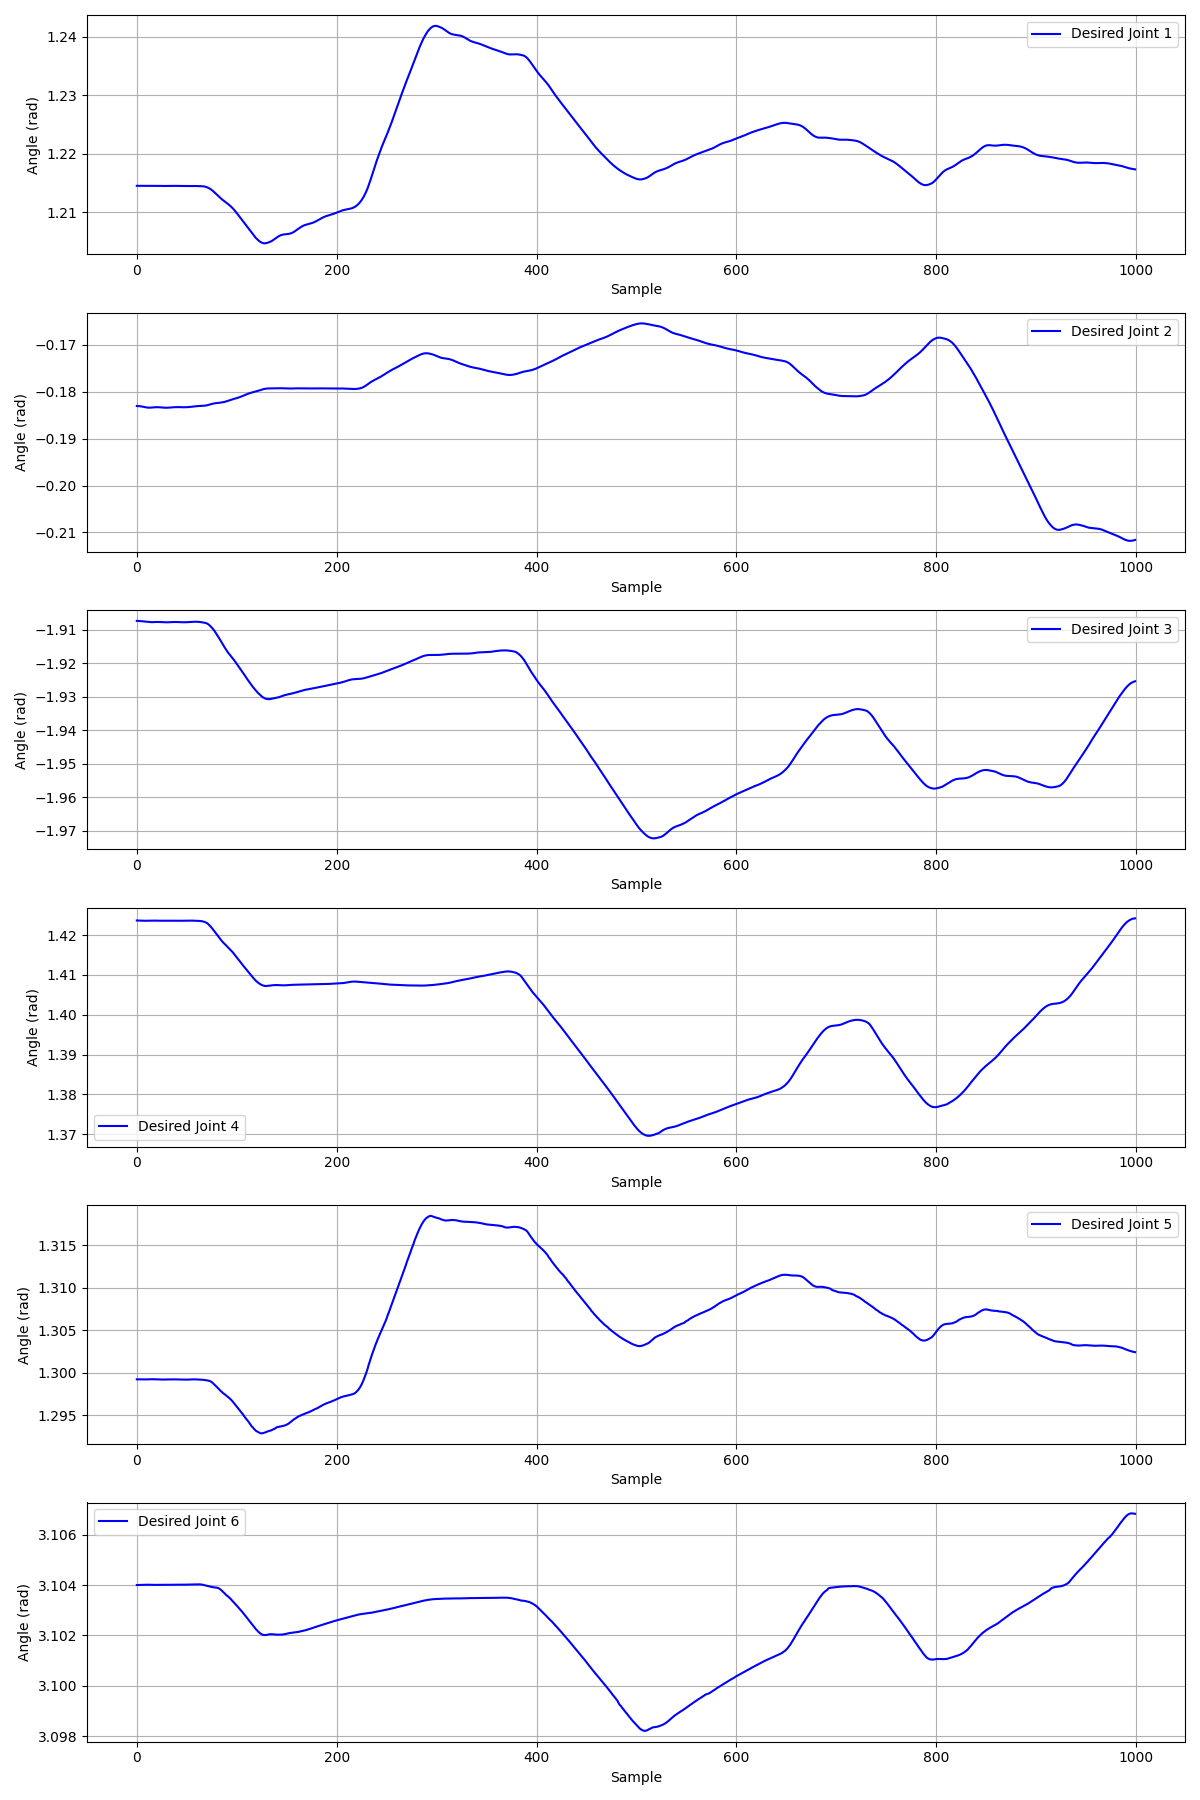 Desired Joint 1
1.24
1.23
1.22
1.21
Angle (rad)
0 200 400 600 800 1000
Sample
Desired Joint 2
−0.17
−0.18
−0.19
−0.20
−0.21
Angle (rad)
0 200 400 600 800 1000
Sample
Desired Joint 3
−1.91
−1.92
−1.93
−1.94
−1.95
−1.96
−1.97
Angle (rad)
0 200 400 600 800 1000
Sample
1.42
1.41
1.40
1.39
1.38
1.37
Angle (rad)
Desired Joint 4
0 200 400 600 800 1000
Sample
Desired Joint 5
1.315
1.310
1.305
1.300
1.295
Angle (rad)
0 200 400 600 800 1000
Sample
Desired Joint 6
3.106
3.104
3.102
3.100
3.098
Angle (rad)
0 200 400 600 800 1000
Sample